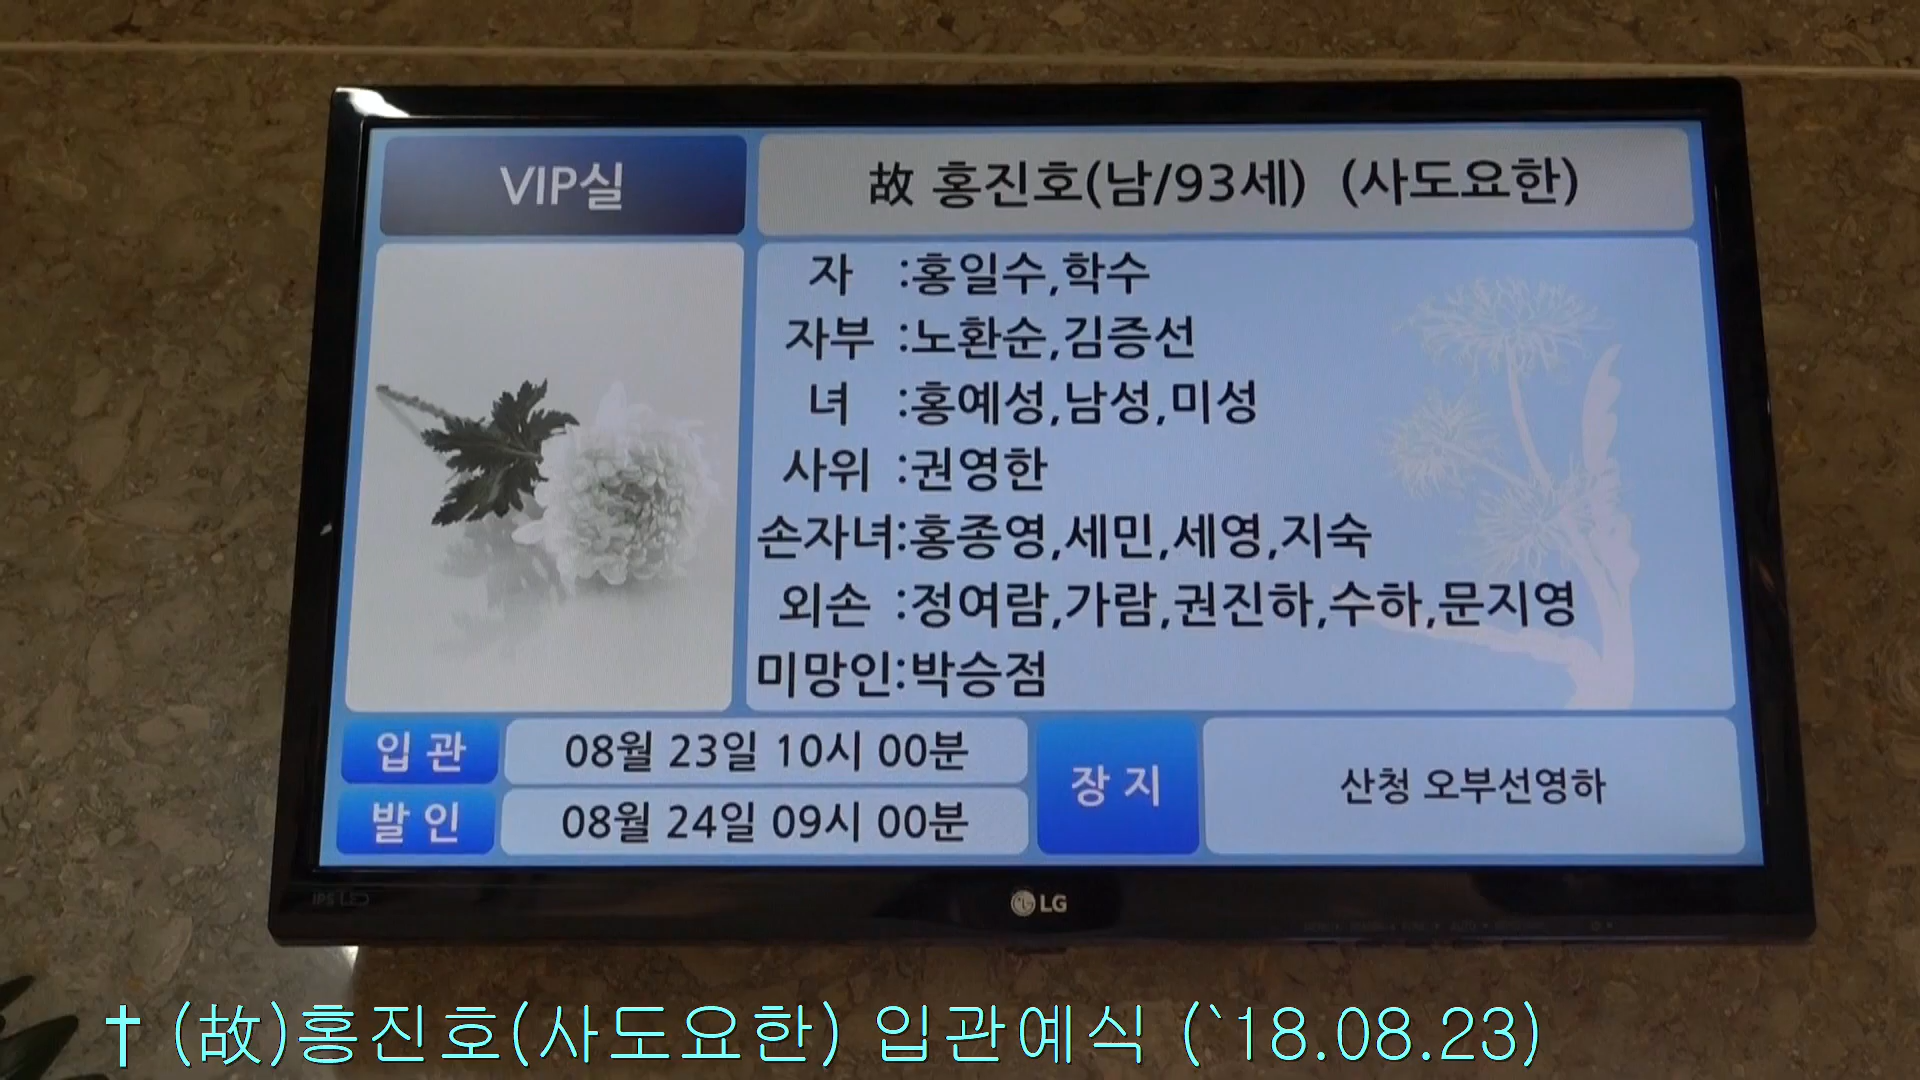 VIP실
故 홍진호(남/93세) (사도요한)
자 :홍일수,학수
자부 :노환순,김증선
녀 :홍예성,남성,미성
사위 :권영한
손자녀:홍종영,세민,세영,지숙
외손 :정여람,가람,권진하,수하,문지영
미망인:박승점
입 관 08월 23일 10시 00분
발 인 08월 24일 09시 00분
장 지 산청 오부선영하
IPS LED
LG
✝ (故)홍진호(사도요한) 입관예식 (`18.08.23)